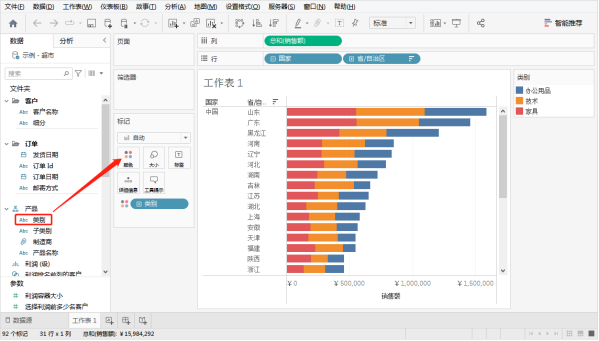 文件(F) 数据(D) 工作表(W) 仪表板(B) 故事(T) 分析(A) 地图(M) 设置格式(O) 服务器(S) 窗口(N) 帮助(H)
标准 智能推荐
数据 分析
示例 - 超市
搜索
文件夹
客户
Abc 客户名称
Abc 细分
订单
发货日期
Abc 订单 Id
订单日期
Abc 邮寄方式
产品
Abc 类别
Abc 子类别
制造商
Abc 产品名称
利润 (级)
参数
# 利润容器大小
# 选择利润前多少名客户
页面
筛选器
标记
自动
颜色 大小 标签
详细信息 工具提示
类别
列 总和(销售额)
行 国家 省/自治区
工作表 1
国家 省/自..
中国 山东
广东
黑龙江
河南
辽宁
河北
湖南
吉林
江苏
湖北
上海
安徽
天津
福建
陕西
浙江
¥ 0 ¥ 500,000 ¥ 1,000,000 ¥ 1,500,000
销售额
类别
办公用品
技术
家具
数据源 工作表 1
92 个标记 31 行 x 1 列 总和(销售额): ¥ 15,984,292